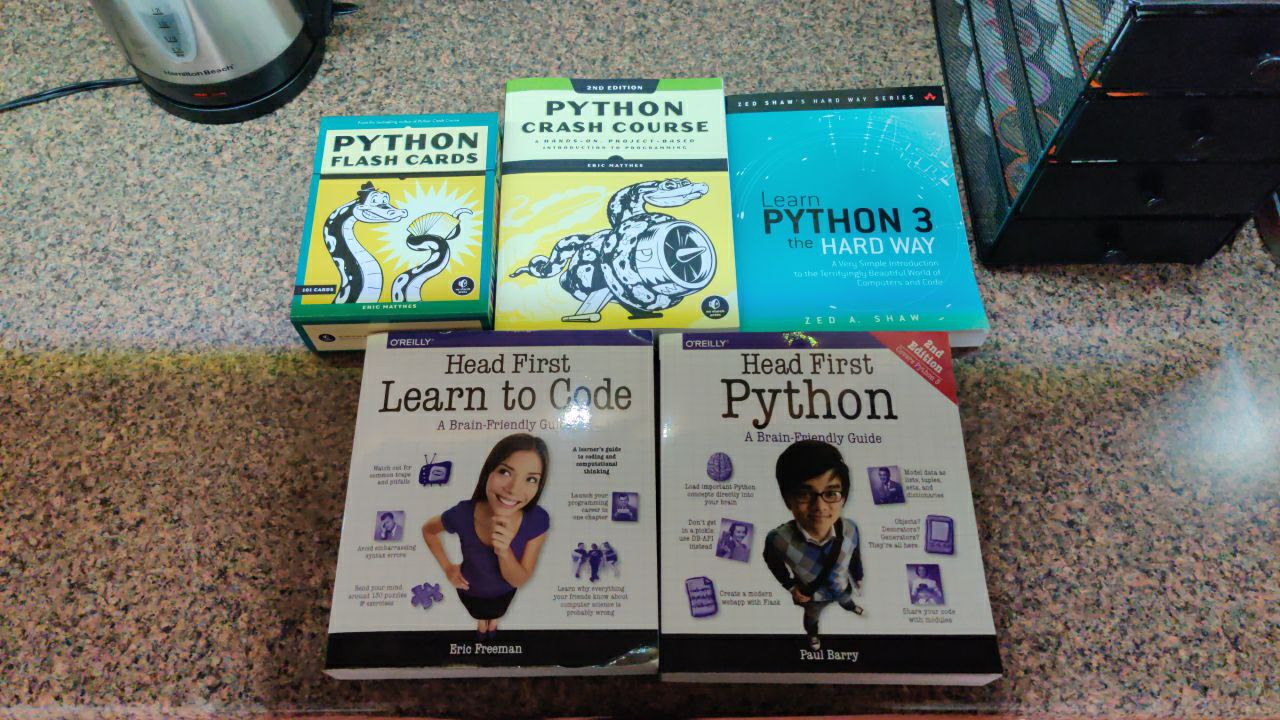 HamiltonBeach
From the bestselling author of Python Crash Course
PYTHON
FLASH CARDS
101 CARDS
ERIC MATTHES
2ND EDITION
PYTHON
CRASH COURSE
A HANDS-ON, PROJECT-BASED
INTRODUCTION TO PROGRAMMING
ERIC MATTHES
no starch
press
ZED SHAW'S HARD WAY SERIES
Learn
PYTHON 3
the HARD WAY
A Very Simple Introduction
to the Terrifyingly Beautiful World of
Computers and Code
ZED A. SHAW
O'REILLY
Head First
Learn to Code
A Brain-Friendly Guide
Watch out for
common traps
and pitfalls
Avoid embarrassing
syntax errors
Bend your mind
around 120 puzzles
& exercises
A learner's guide
to coding and
computational
thinking
Launch your
programming
career in
one chapter
Learn why everything
your friends know about
computer science is
probably wrong
Eric Freeman
O'REILLY
2nd
Edition
Covers Python 3
Head First
Python
A Brain-Friendly Guide
Load important Python
concepts directly into
your brain
Don't get
in a pickle
use DB-API
instead
Create a modern
webapp with Flask
Model data as
lists, tuples,
sets, and
dictionaries
Objects?
Decorators?
Generators?
They're all here.
Share your code
with modules
Paul Barry